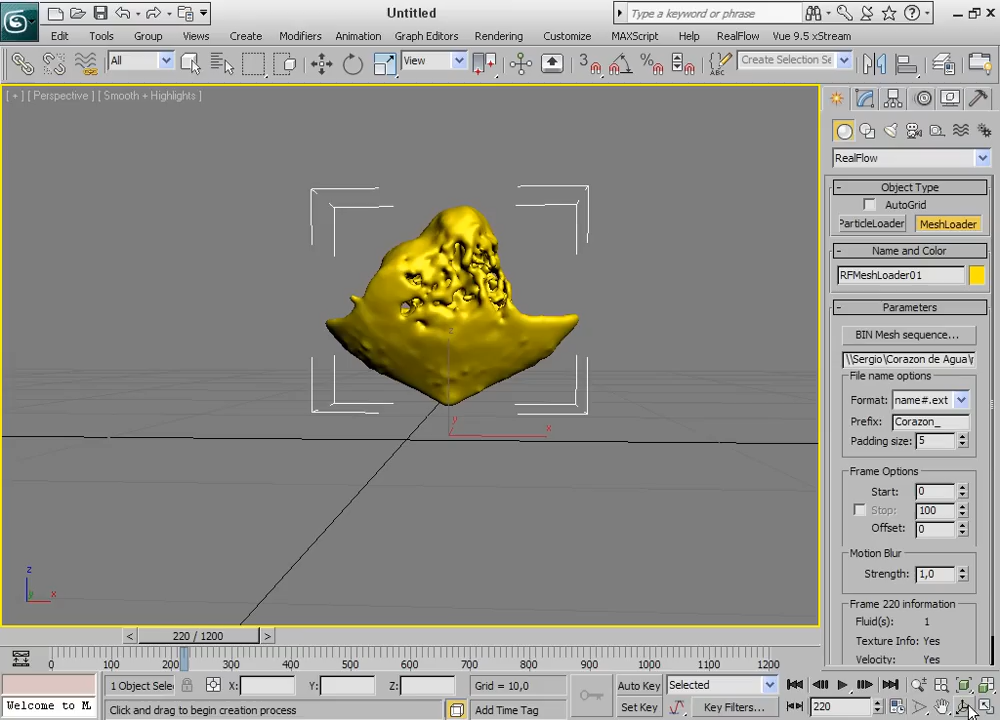 Untitled
Type a keyword or phrase
Edit Tools Group Views Create Modifiers Animation Graph Editors Rendering Customize MAXScript Help RealFlow Vue 9.5 xStream
All View 3 ABC Create Selection Se
[ + ] [ Perspective ] [ Smooth + Highlights ]
RealFlow
- Object Type
AutoGrid
ParticleLoader MeshLoader
- Name and Color
RFMeshLoader01
- Parameters
BIN Mesh sequence...
\\Sergio\Corazon de Agua\r
File name options
Format: name#.ext
Prefix: Corazon_
Padding size: 5
Frame Options
Start: 0
Stop: 100
Offset: 0
Motion Blur
Strength: 1,0
Frame 220 information
Fluid(s): 1
Texture Info: Yes
Velocity: Yes
z
y
x
z
y
x
< 220 / 1200 >
0 100 200 300 400 500 600 700 800 900 1000 1100 1200
1 Object Sele X: Y: Z: Grid = 10,0 Auto Key Selected
Welcome to M. Click and drag to begin creation process Add Time Tag Set Key Key Filters... 220